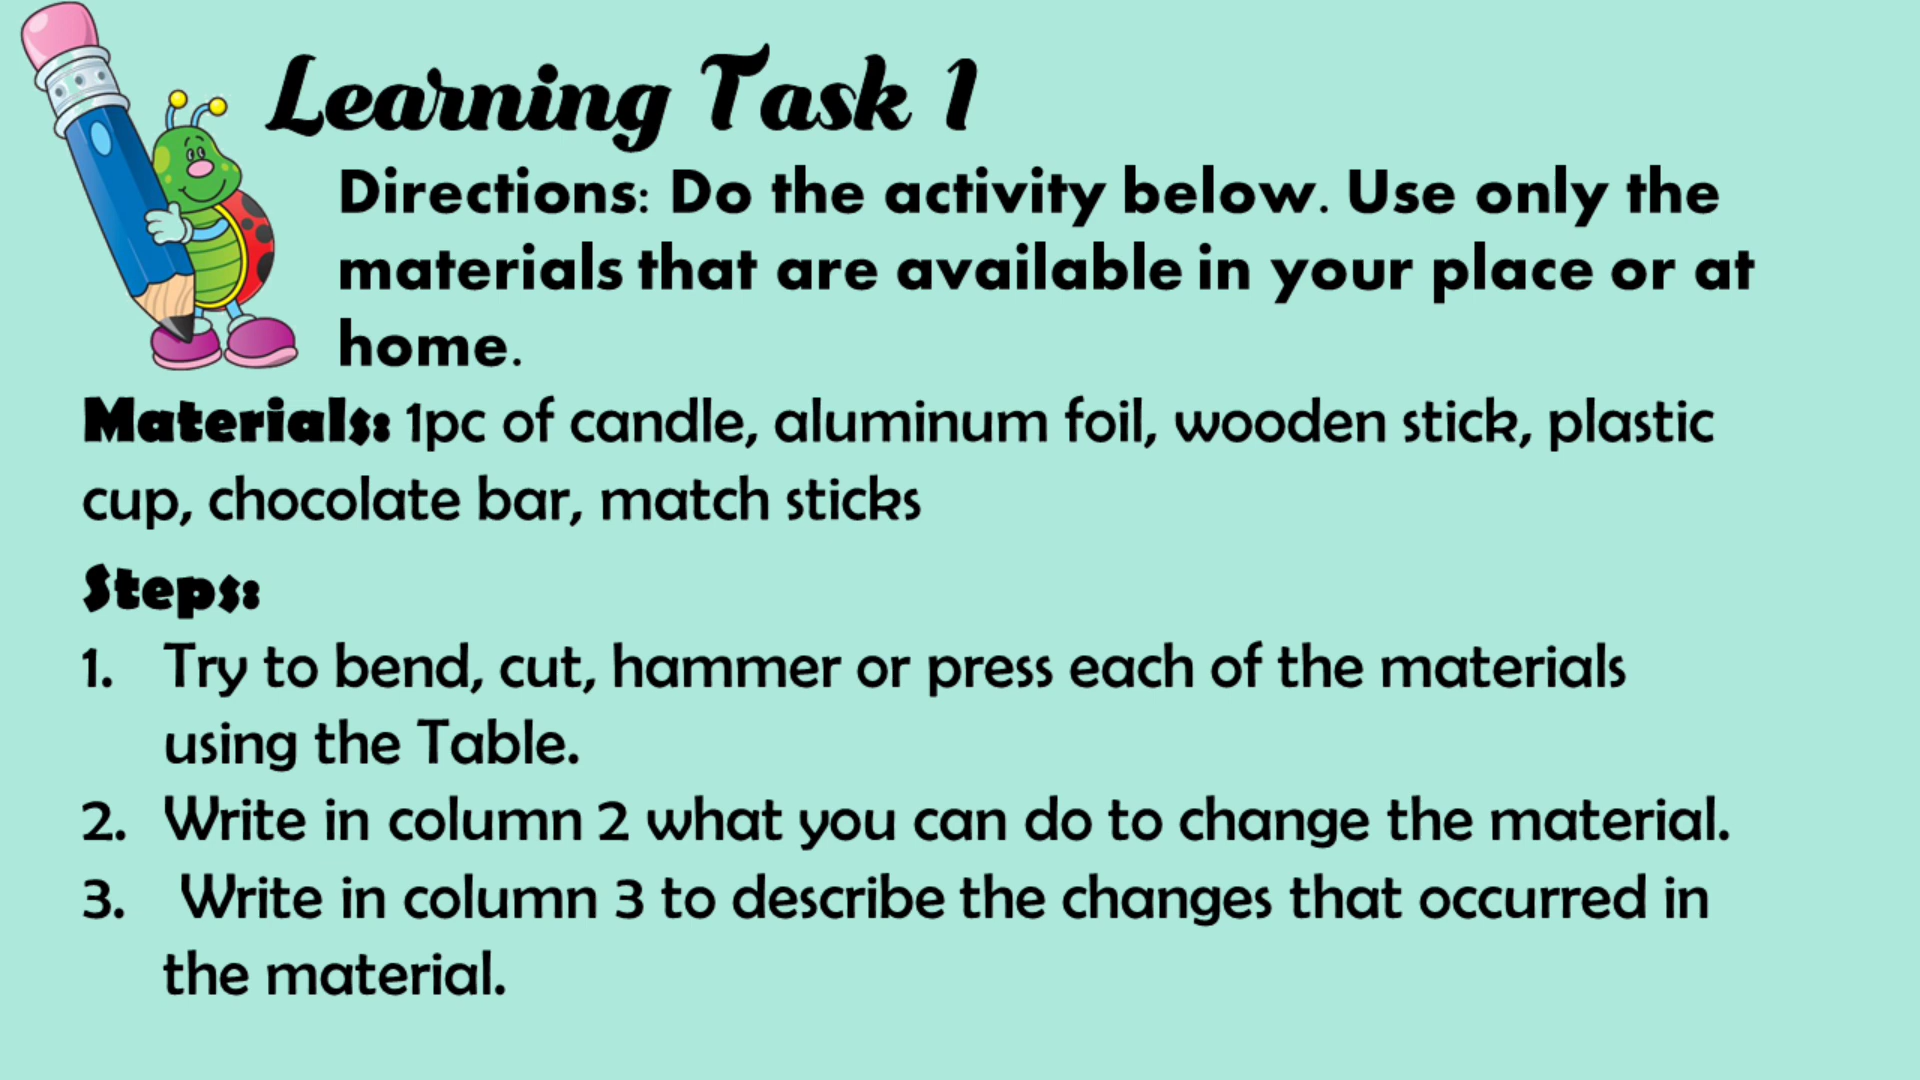 Learning Task 1
Directions: Do the activity below. Use only the
materials that are available in your place or at
home.
Materials: 1pc of candle, aluminum foil, wooden stick, plastic
cup, chocolate bar, match sticks
Steps:
1. Try to bend, cut, hammer or press each of the materials
using the Table.
2. Write in column 2 what you can do to change the material.
3. Write in column 3 to describe the changes that occurred in
the material.